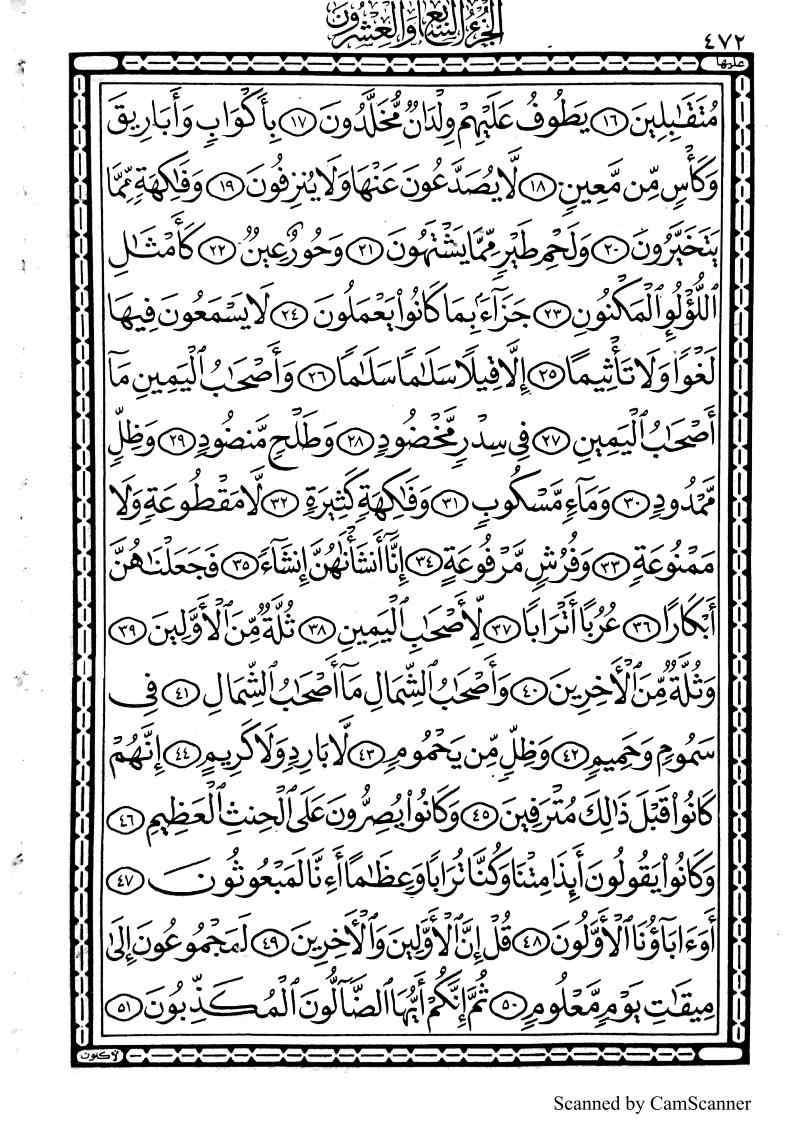 الجزء السابع والعشرون
٤٧٢
عليها
مُتَقَٰبِلِينَ ١٦ يَطُوفُ عَلَيْهِمْ وِلْدَٰنٌ مُّخَلَّدُونَ ١٧ بِأَكْوَابٍ وَأَبَارِيقَ
وَكَأْسٍ مِّن مَّعِينٍ ١٨ لَّا يُصَدَّعُونَ عَنْهَا وَلَا يُنزِفُونَ ١٩ وَفَٰكِهَةٍ مِّمَّا
يَتَخَيَّرُونَ ٢٠ وَلَحْمِ طَيْرٍ مِّمَّا يَشْتَهُونَ ٢١ وَحُورٌ عِينٌ ٢٢ كَأَمْثَٰلِ
ٱللُّؤْلُوِٕ ٱلْمَكْنُونِ ٢٣ جَزَآءَۢ بِمَا كَانُوا۟ يَعْمَلُونَ ٢٤ لَا يَسْمَعُونَ فِيهَا
لَغْوًا وَلَا تَأْثِيمًا ٢٥ إِلَّا قِيلًا سَلَٰمًا سَلَٰمًا ٢٦ وَأَصْحَٰبُ ٱلْيَمِينِ مَآ
أَصْحَٰبُ ٱلْيَمِينِ ٢٧ فِى سِدْرٍ مَّخْضُودٍ ٢٨ وَطَلْحٍ مَّنضُودٍ ٢٩ وَظِلٍّ
مَّمْدُودٍ ٣٠ وَمَآءٍ مَّسْكُوبٍ ٣١ وَفَٰكِهَةٍ كَثِيرَةٍ ٣٢ لَّا مَقْطُوعَةٍ وَلَا
مَمْنُوعَةٍ ٣٣ وَفُرُشٍ مَّرْفُوعَةٍ ٣٤ إِنَّآ أَنشَأْنَٰهُنَّ إِنشَآءً ٣٥ فَجَعَلْنَٰهُنَّ
أَبْكَارًا ٣٦ عُرُبًا أَتْرَابًا ٣٧ لِّأَصْحَٰبِ ٱلْيَمِينِ ٣٨ ثُلَّةٌ مِّنَ ٱلْأَوَّلِينَ ٣٩
وَثُلَّةٌ مِّنَ ٱلْأَخِرِينَ ٤٠ وَأَصْحَٰبُ ٱلشِّمَالِ مَآ أَصْحَٰبُ ٱلشِّمَالِ ٤١ فِى
سَمُومٍ وَحَمِيمٍ ٤٢ وَظِلٍّ مِّن يَحْمُومٍ ٤٣ لَّا بَارِدٍ وَلَا كَرِيمٍ ٤٤ إِنَّهُمْ
كَانُوا۟ قَبْلَ ذَٰلِكَ مُتْرَفِينَ ٤٥ وَكَانُوا۟ يُصِرُّونَ عَلَى ٱلْحِنثِ ٱلْعَظِيمِ ٤٦
وَكَانُوا۟ يَقُولُونَ أَئِذَا مِتْنَا وَكُنَّا تُرَابًا وَعِظَٰمًا أَءِنَّا لَمَبْعُوثُونَ ٤٧
أَوَءَابَآؤُنَا ٱلْأَوَّلُونَ ٤٨ قُلْ إِنَّ ٱلْأَوَّلِينَ وَٱلْأَخِرِينَ ٤٩ لَمَجْمُوعُونَ إِلَىٰ
مِيقَٰتِ يَوْمٍ مَّعْلُومٍ ٥٠ ثُمَّ إِنَّكُمْ أَيُّهَا ٱلضَّآلُّونَ ٱلْمُكَذِّبُونَ ٥١
لأكلون
Scanned by CamScanner